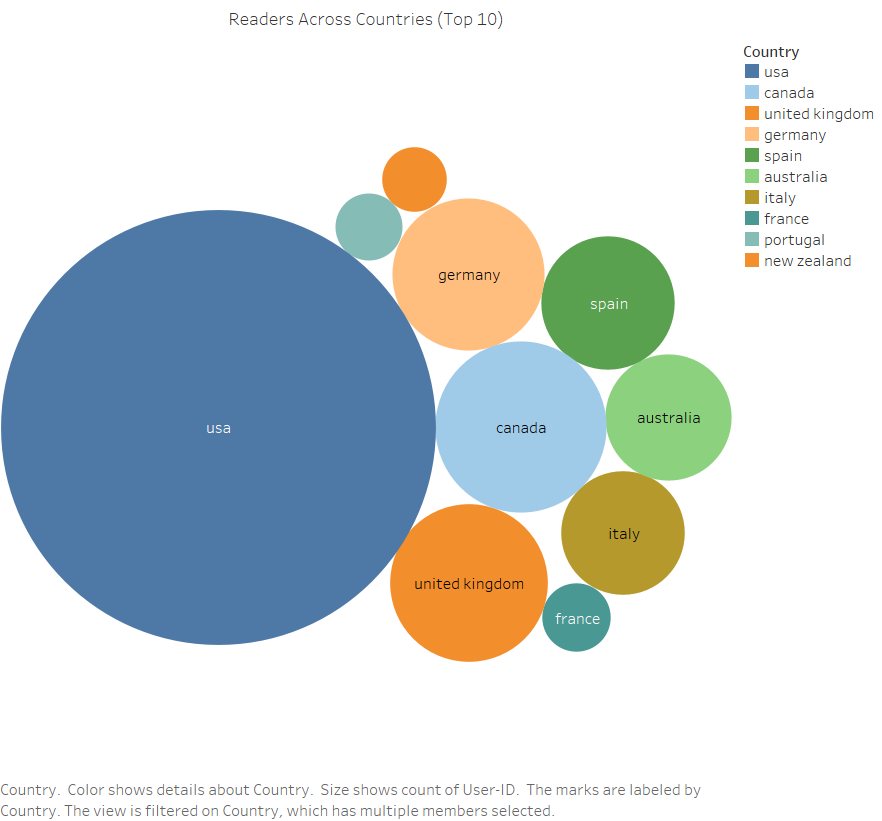 Readers Across Countries (Top 10)
Country
usa
canada
united kingdom
germany
spain
australia
italy
france
portugal
new zealand
germany
spain
usa
canada
australia
italy
united kingdom
france
Country.  Color shows details about Country.  Size shows count of User-ID.  The marks are labeled by
Country. The view is filtered on Country, which has multiple members selected.